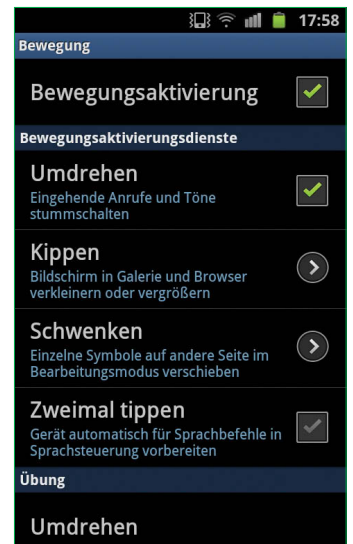 17:58
Bewegung
Bewegungsaktivierung
Bewegungsaktivierungsdienste
Umdrehen
Eingehende Anrufe und Töne
stummschalten
Kippen
Bildschirm in Galerie und Browser
verkleinern oder vergrößern
Schwenken
Einzelne Symbole auf andere Seite im
Bearbeitungsmodus verschieben
Zweimal tippen
Gerät automatisch für Sprachbefehle in
Sprachsteuerung vorbereiten
Übung
Umdrehen